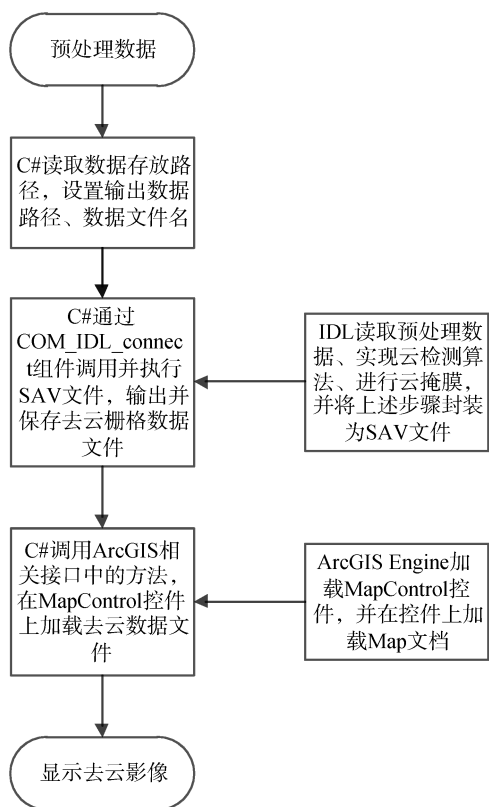 预处理数据
C#读取数据存放路
径，设置输出数据
路径、数据文件名
C#通过
COM_IDL_connec
t组件调用并执行
SAV文件，输出并
保存去云栅格数据
文件
IDL读取预处理数
据、实现云检测算
法、进行云掩膜，
并将上述步骤封装
为SAV文件
C#调用ArcGIS相
关接口中的方法，
在MapControl控件
上加载去云数据文
件
ArcGIS Engine加
载MapControl控
件，并在控件上加
载Map文档
显示去云影像